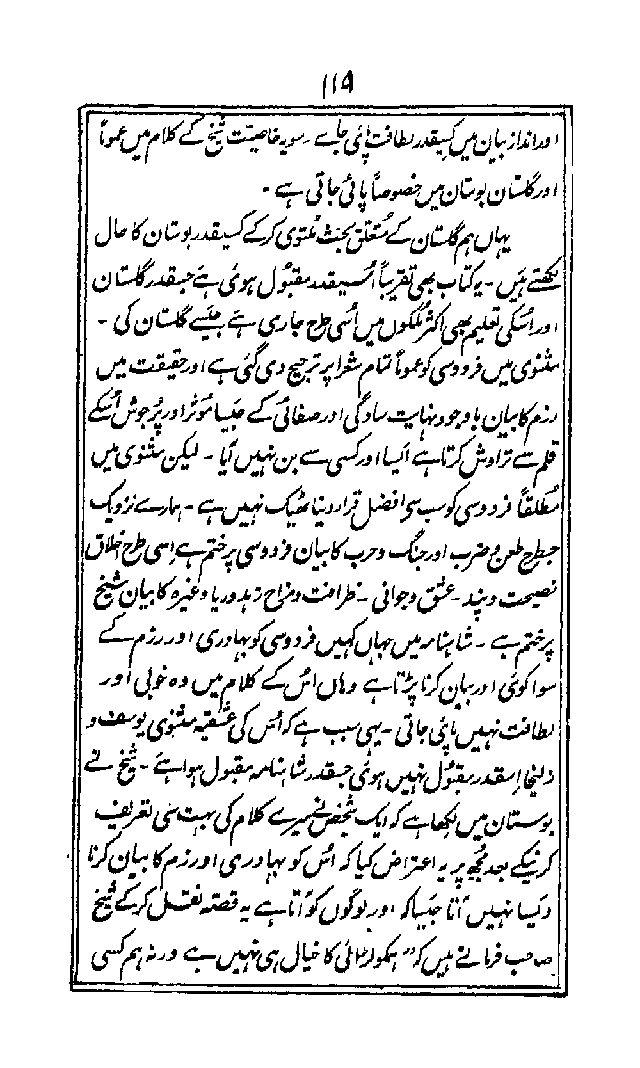 ۱۱۹
اور انداز بیان میں کسیقدر لطافت پائی جاے ۔ سو یہ خاصیت شیخ کے کلام میں عموماً
اور گلستان بوستان میں خصوصاً پائی جاتی ہے ۔
یہاں ہم گلستان کے متعلق بحث ملتوی کرکے کسیقدر بوستان کا حال
لکھتے ہیں ۔ یہ کتاب بھی تقریباً اُسیقدر مقبول ہوئی ہے جسقدر گلستان
اور اسکی تعلیم بھی اکثر ملکوں میں اُسی طرح جاری ہے جیسے گلستان کی ۔
مثنوی میں فردوسی کو عموماً تمام شعرا پر ترجیح دی گئی ہے اور حقیقت میں
رزم کا بیان باوجود نہایت سادگی اور صفائی کے جیسا مؤثر اور پُر جوش اُسکے
قلم سے تراوش کرتا ہے ایسا اور کسی سے بن نہیں آیا ۔ لیکن مثنوی میں
مطلقاً فردوسی کو سب سے افضل قرار دینا ٹھیک نہیں ہے ۔ ہمارے نزدیک
جسطرح طعن و ضرب اور جنگ و حرب کا بیان فردوسی پر ختم ہے اِسی طرح اخلاق
نصیحت و پند ۔ عشق و جوانی ۔ ظرافت و مزاح زہد و ریا وغیرہ کا بیان شیخ
پر ختم ہے ۔ شاہنامہ میں جہاں کہیں فردوسی کو بہادری اور رزم کے
سوا کوئی اور بیان کرنا پڑتا ہے وہاں اُس کے کلام میں وہ خوبی اور
لطافت نہیں پائی جاتی ۔ یہی سبب ہے کہ اُس کی عشقیہ مثنوی یوسف و
زلیخا اِسقدر مقبول نہیں ہوئی جسقدر شاہنامہ مقبول ہوا ہے ۔ شیخ نے
بوستان میں لکھا ہے کہ ایک شخص نے میرے کلام کی بہت سی تعریف
کرنیکے بعد مجھ پر یہ اعتراض کیا کہ اُس کو بہادری اور رزم کا بیان کرنا
ویسا نہیں آتا جیسا کہ اور لوگوں کو آتا ہے یہ قصہ نقل کرکے شیخ
صاحب فرماتے ہیں کہ "ہمکو لڑائی کا خیال ہی نہیں ہے ورنہ ہم کسی